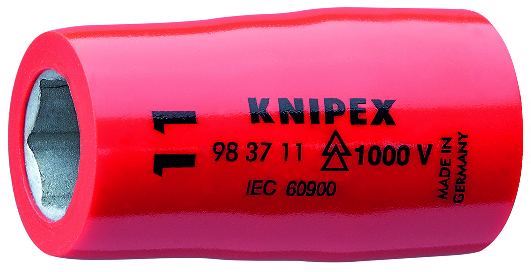 11
KNIPEX
98 37 11 1000 V
IEC 60900
MADE IN
GERMANY